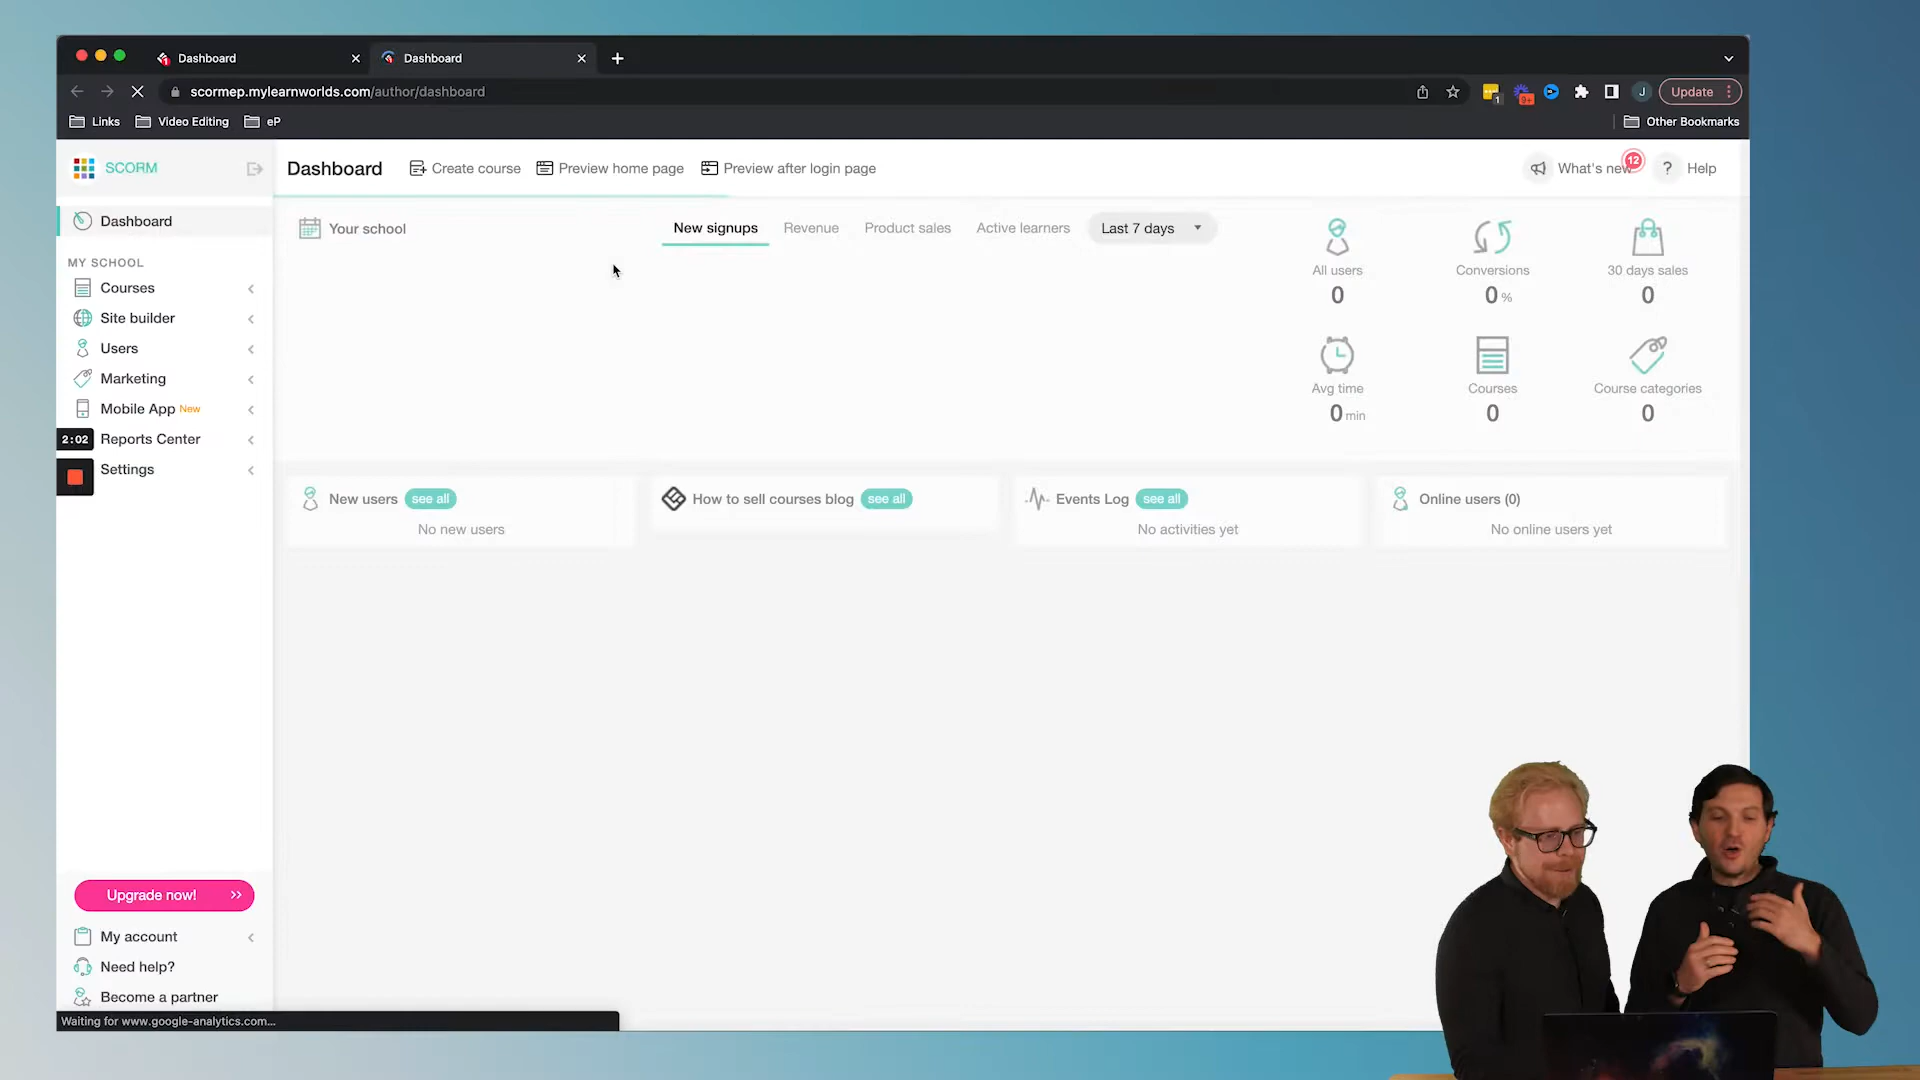 Dashboard
Dashboard
scormep.mylearnworlds.com/author/dashboard
1
9+
J
Update
Links
Video Editing
eP
Other Bookmarks
SCORM
Dashboard
Create course
Preview home page
Preview after login page
What's new
12
?
Help
Dashboard
MY SCHOOL
Courses
Site builder
Users
Marketing
Mobile App New
2:02
Reports Center
Settings
Your school
New signups
Revenue
Product sales
Active learners
Last 7 days
All users
0
Conversions
0 %
30 days sales
0
Avg time
0 min
Courses
0
Course categories
0
New users see all
No new users
How to sell courses blog see all
Events Log see all
No activities yet
Online users (0)
No online users yet
Upgrade now!
My account
Need help?
Become a partner
Waiting for www.google-analytics.com...